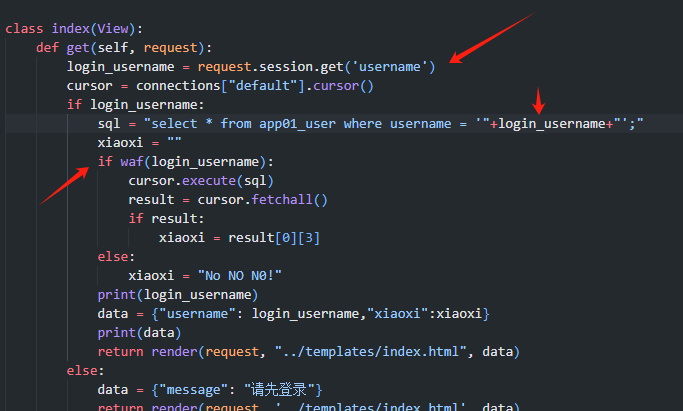 class index(View):
def get(self, request):
login_username = request.session.get('username')
cursor = connections["default"].cursor()
if login_username:
sql = "select * from app01_user where username = '"+login_username+"';"
xiaoxi = ""
if waf(login_username):
cursor.execute(sql)
result = cursor.fetchall()
if result:
xiaoxi = result[0][3]
else:
xiaoxi = "No NO N0!"
print(login_username)
data = {"username": login_username,"xiaoxi":xiaoxi}
print(data)
return render(request, "../templates/index.html", data)
else:
data = {"message": "请先登录"}
return render(request, '../templates/index.html', data)